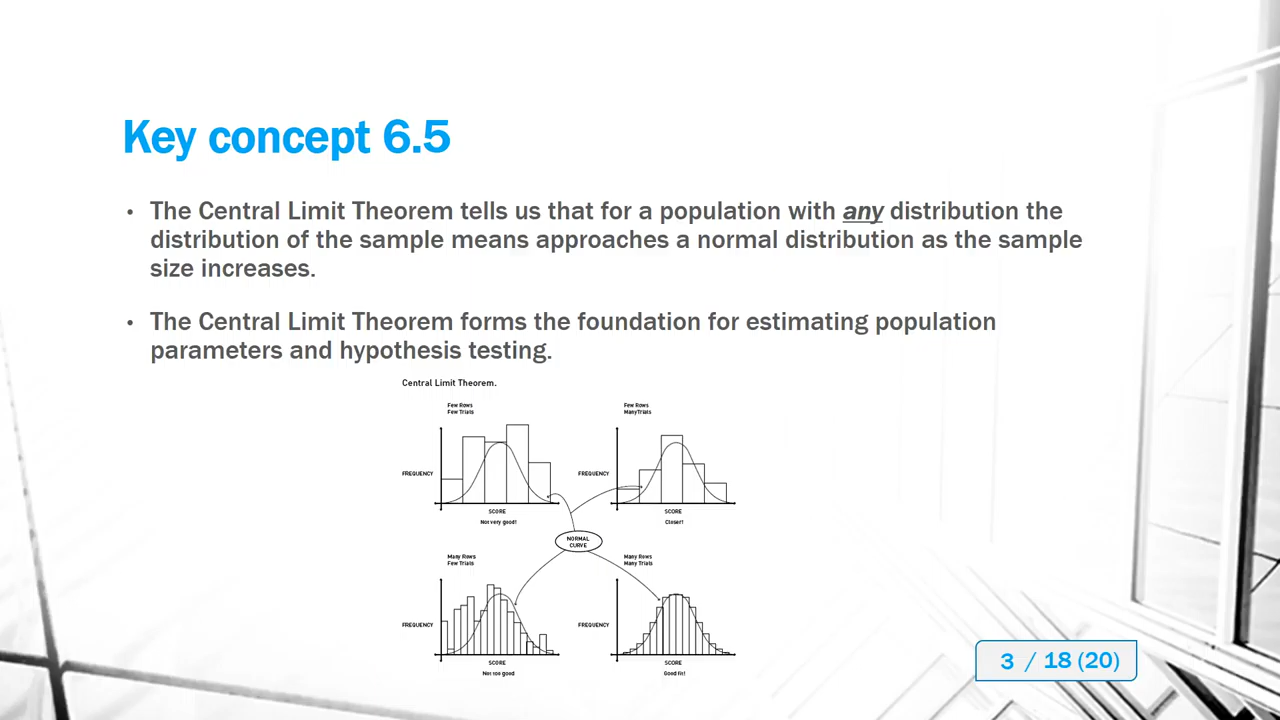 Key concept 6.5
• The Central Limit Theorem tells us that for a population with any distribution the
distribution of the sample means approaches a normal distribution as the sample
size increases.
• The Central Limit Theorem forms the foundation for estimating population
parameters and hypothesis testing.
Central Limit Theorem.
Few Rows
Few Trials
FREQUENCY
SCORE
Not very good!
Few Rows
ManyTrials
FREQUENCY
SCORE
Closer!
NORMAL
CURVE
Many Rows
Few Trials
FREQUENCY
SCORE
Not too good
Many Rows
Many Trials
FREQUENCY
SCORE
Good fit!
3 / 18 (20)